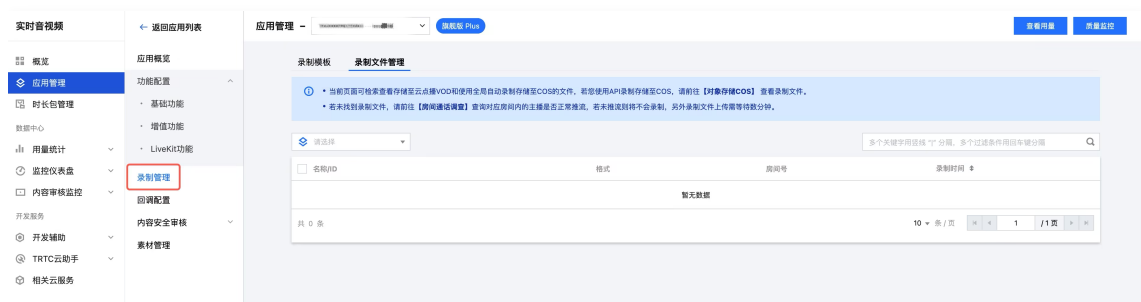 实时音视频
← 返回应用列表
应用管理 –
旗舰版 Plus
查看用量
质量监控
概览
应用管理
时长包管理
数据中心
用量统计
监控仪表盘
内容审核监控
开发服务
开发辅助
TRTC云助手
相关云服务
应用概览
功能配置
· 基础功能
· 增值功能
· LiveKit功能
录制管理
回调配置
内容安全审核
素材管理
录制模板 录制文件管理
• 当前页面可检索查看存储至云点播VOD和使用全局自动录制存储至COS的文件，若您使用API录制存储至COS，请前往【对象存储COS】 查看录制文件。
• 若未找到录制文件，请前往【房间通话调查】查询对应房间内的主播是否正常推流，若未推流则将不会录制，另外录制文件上传需等待数分钟。
请选择
多个关键字用竖线 "|" 分隔，多个过滤条件用回车键分隔
名称/ID 格式 房间号 录制时间
暂无数据
共 0 条
10 条 / 页 1 / 1 页